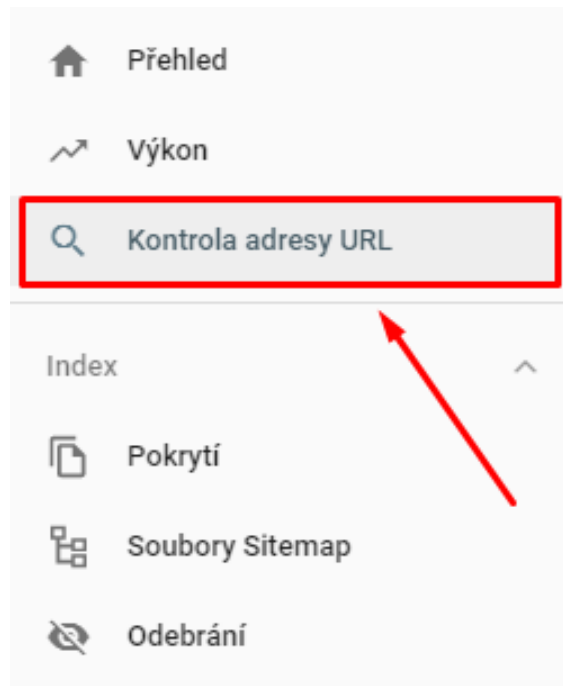 Přehled
Výkon
Kontrola adresy URL
Index
Pokrytí
Soubory Sitemap
Odebrání